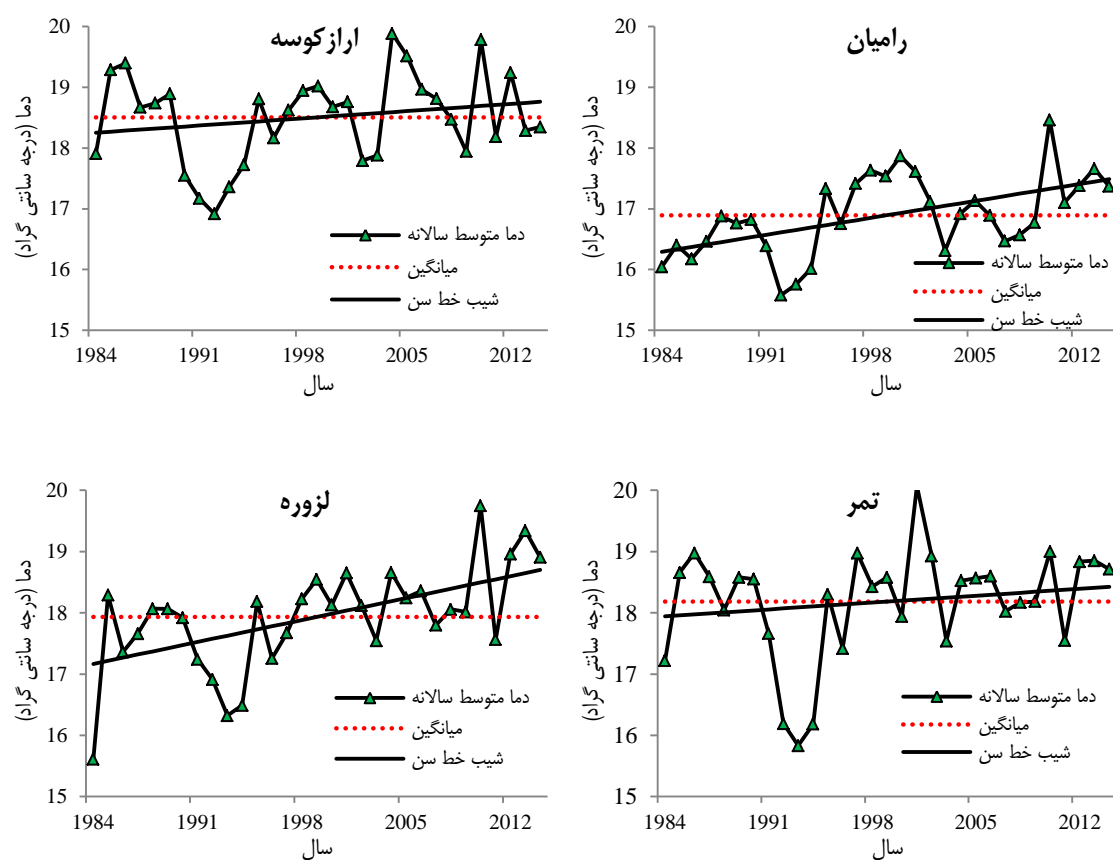 ارازکوسه
دما (درجه سانتی گراد)
20
19
18
17
16
15
دما متوسط سالانه
میانگین
شیب خط سن
1984
1991
1998
2005
2012
سال
رامیان
دما (درجه سانتی گراد)
20
19
18
17
16
15
دما متوسط سالانه
میانگین
شیب خط سن
1984
1991
1998
2005
2012
سال
لزوره
دما (درجه سانتی گراد)
20
19
18
17
16
15
دما متوسط سالانه
میانگین
شیب خط سن
1984
1991
1998
2005
2012
سال
تمر
دما (درجه سانتی گراد)
20
19
18
17
16
15
دما متوسط سالانه
میانگین
شیب خط سن
1984
1991
1998
2005
2012
سال